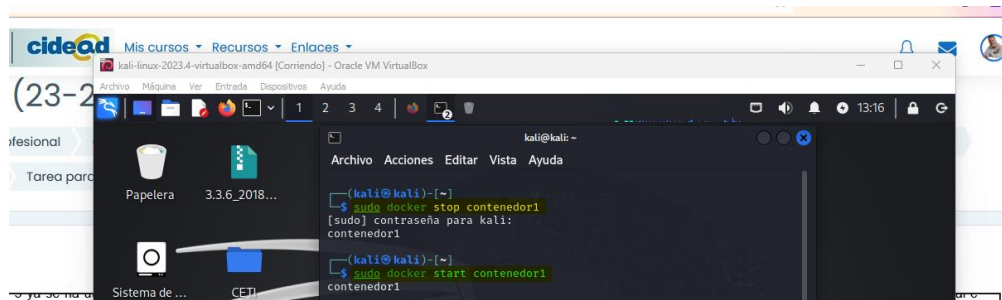 cidead Mis cursos Recursos Enlaces
kali-linux-2023.4-virtualbox-amd64 [Corriendo] - Oracle VM VirtualBox
Archivo Máquina Ver Entrada Dispositivos Ayuda
(23-2
1 2 3 4 2 13:16
kali@kali: ~
Archivo Acciones Editar Vista Ayuda
Tarea para
Papelera
3.3.6_2018...
(kali㉿kali)-[~]
$ sudo docker stop contenedor1
[sudo] contraseña para kali:
contenedor1
(kali㉿kali)-[~]
$ sudo docker start contenedor1
contenedor1
Sistema de ...
CETI